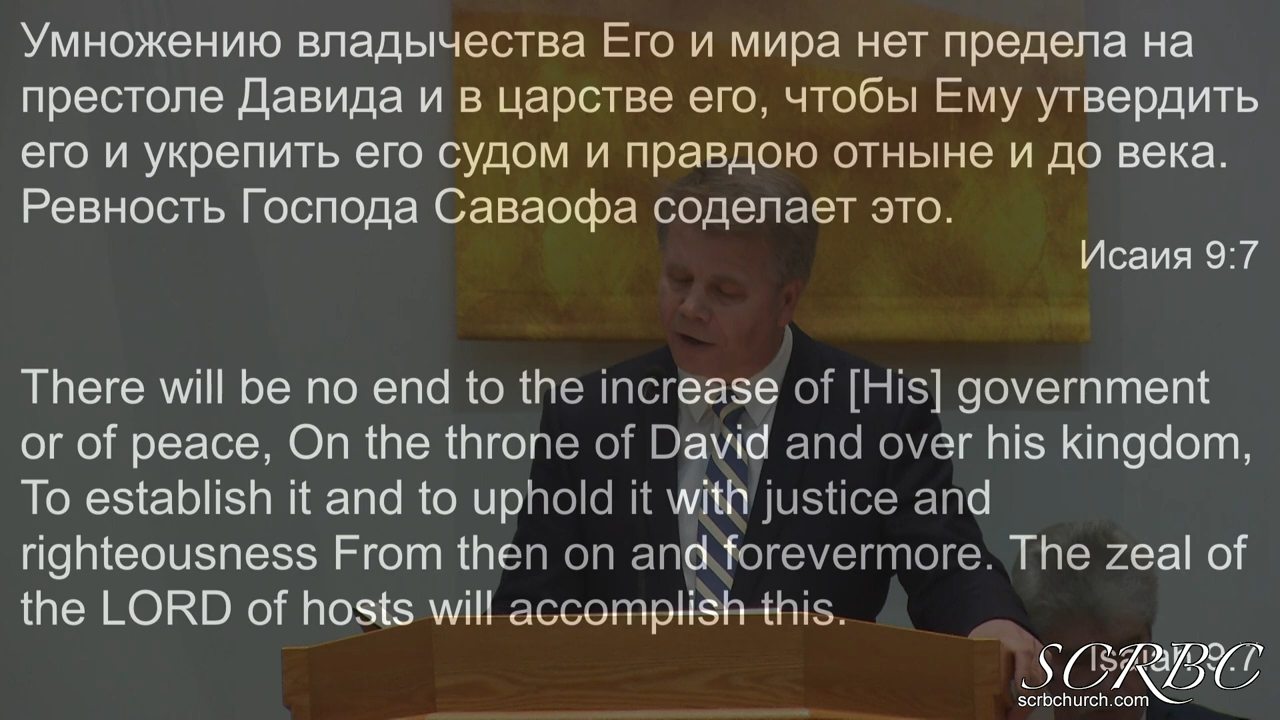 Умножению владычества Его и мира нет предела на
престоле Давида и в царстве его, чтобы Ему утвердить
его и укрепить его судом и правдою отныне и до века.
Ревность Господа Саваофа соделает это.
Исаия 9:7
There will be no end to the increase of [His] government
or of peace, On the throne of David and over his kingdom,
To establish it and to uphold it with justice and
righteousness From then on and forevermore. The zeal of
the LORD of hosts will accomplish this.
Isaiah 9:7
SCRBC
scrbchurch.com